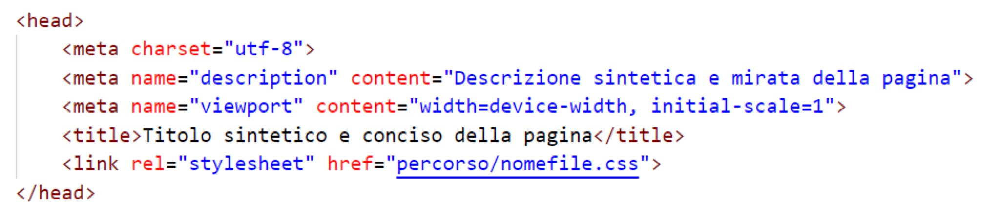 <head>
<meta charset="utf-8">
<meta name="description" content="Descrizione sintetica e mirata della pagina">
<meta name="viewport" content="width=device-width, initial-scale=1">
<title>Titolo sintetico e conciso della pagina</title>
<link rel="stylesheet" href="percorso/nomefile.css">
</head>